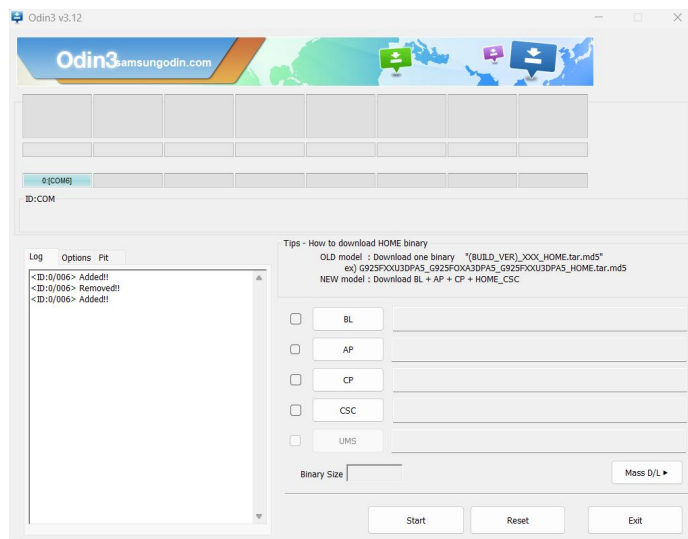 Odin3 v3.12
Odin3samsungodin.com
0:[COM6]
ID:COM
Log Options Pit
<ID:0/006> Added!!
<ID:0/006> Removed!!
<ID:0/006> Added!!
Tips - How to download HOME binary
OLD model : Download one binary "(BUILD_VER)_XXX_HOME.tar.md5"
ex) G925FXXU3DPA5_G925FOXA3DPA5_G925FXXU3DPA5_HOME.tar.md5
NEW model : Download BL + AP + CP + HOME_CSC
BL
AP
CP
CSC
UMS
Binary Size
Mass D/L ►
Start Reset Exit